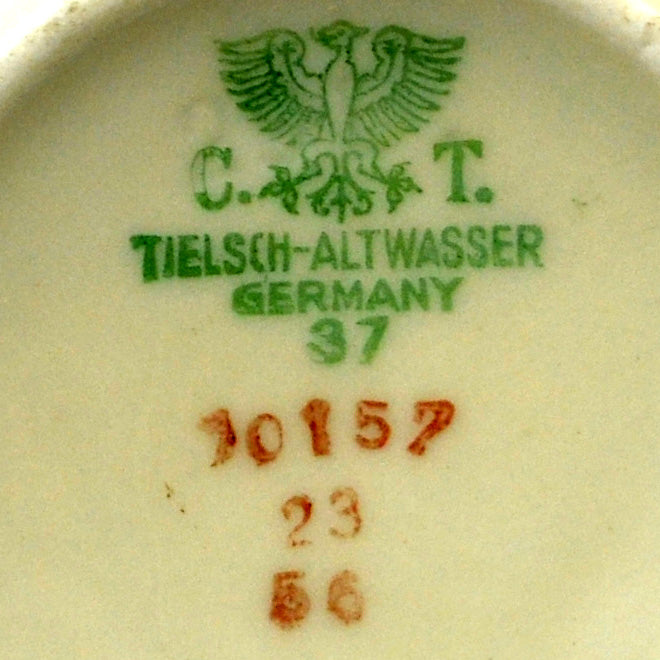 C. T.
TIELSCH-ALTWASSER
GERMANY
37
10157
23
56